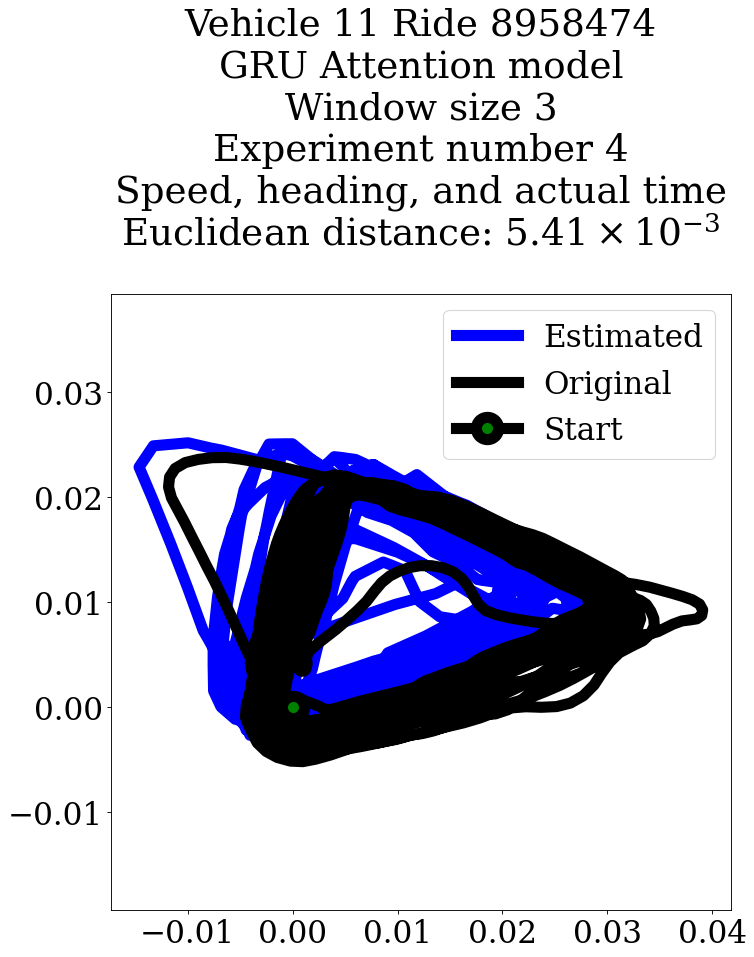 Vehicle 11 Ride 8958474
GRU Attention model
Window size 3
Experiment number 4
Speed, heading, and actual time
Euclidean distance: 5.41 × 10⁻³
Estimated
Original
Start
0.03
0.02
0.01
0.00
−0.01
−0.01 0.00 0.01 0.02 0.03 0.04